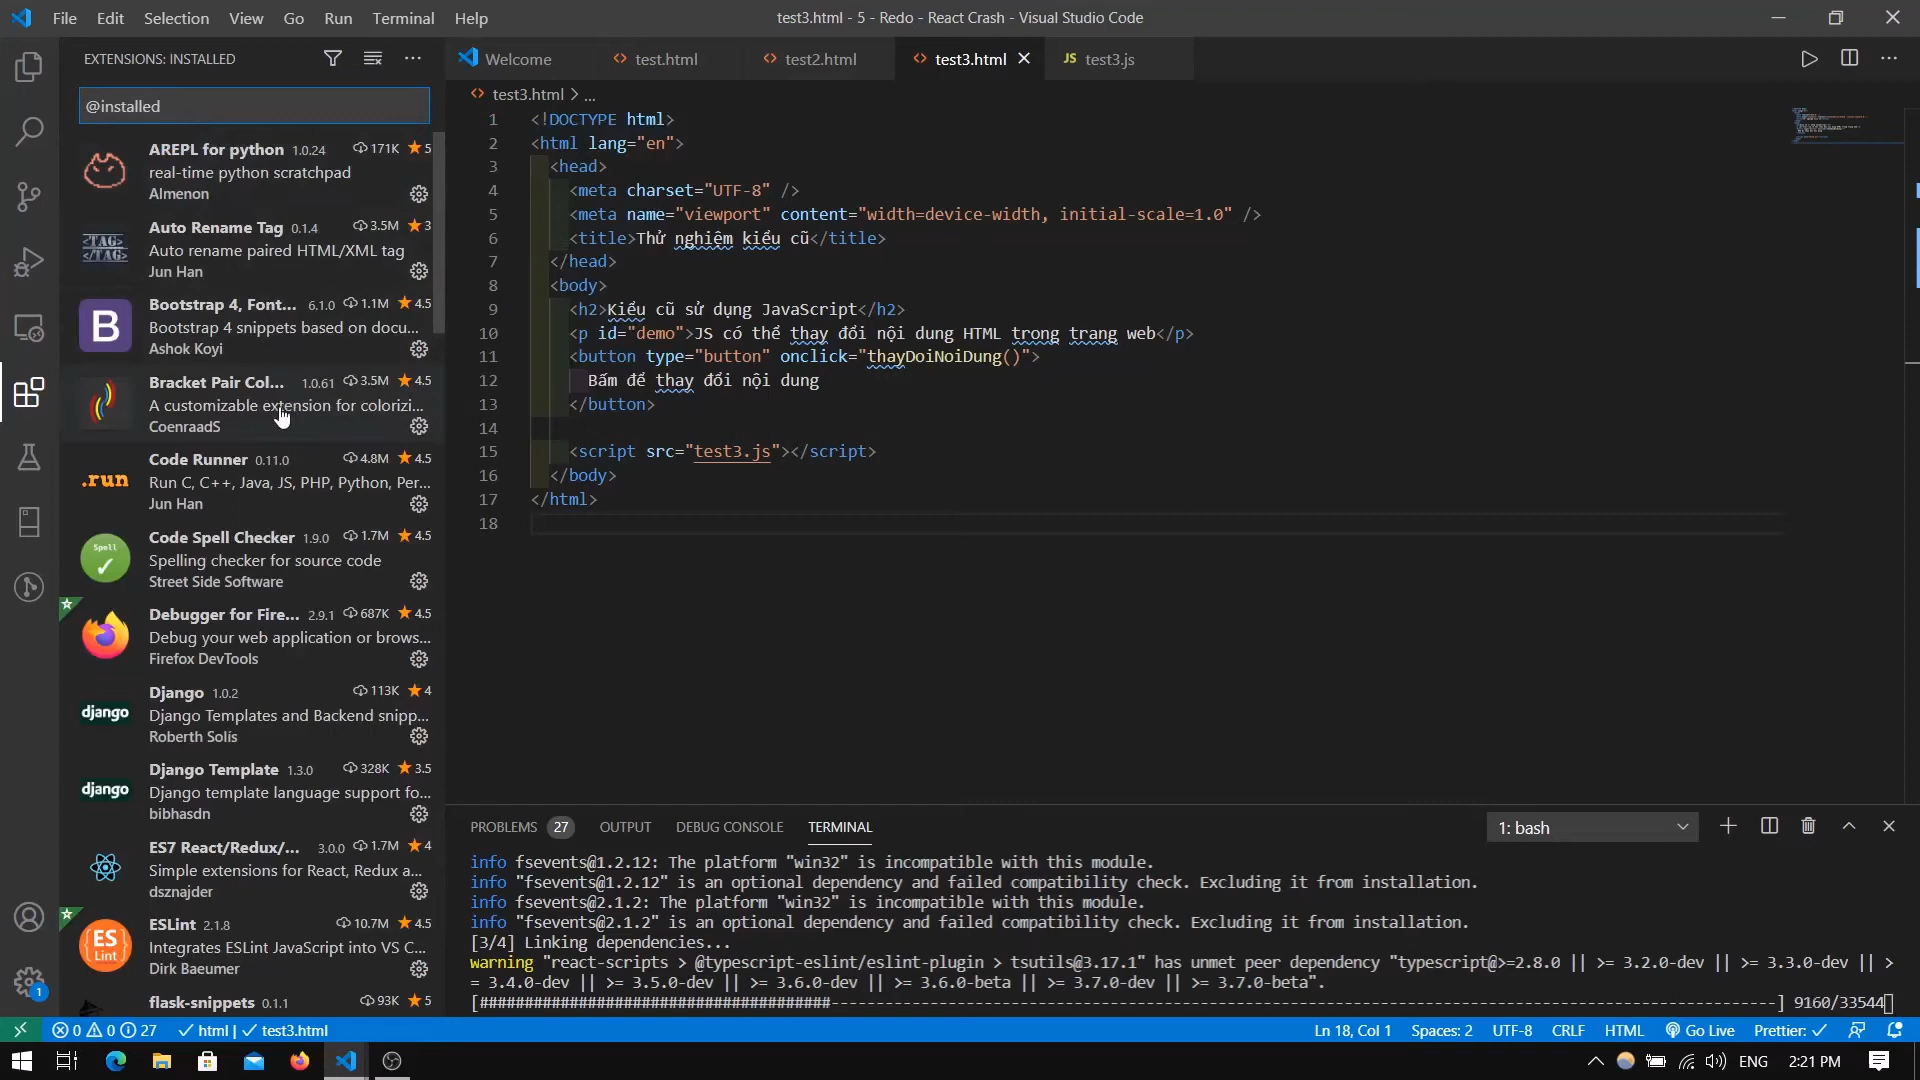 File Edit Selection View Go Run Terminal Help
test3.html - 5 - Redo - React Crash - Visual Studio Code
EXTENSIONS: INSTALLED
@installed
AREPL for python 1.0.24 171K 5
real-time python scratchpad
Almenon
<TAG>
</TAG>
Auto Rename Tag 0.1.4 3.5M 3
Auto rename paired HTML/XML tag
Jun Han
B
Bootstrap 4, Font... 6.1.0 1.1M 4.5
Bootstrap 4 snippets based on docu...
Ashok Koyi
Bracket Pair Col... 1.0.61 3.5M 4.5
A customizable extension for colorizi...
CoenraadS
.run
Code Runner 0.11.0 4.8M 4.5
Run C, C++, Java, JS, PHP, Python, Per...
Jun Han
Spell
Code Spell Checker 1.9.0 1.7M 4.5
Spelling checker for source code
Street Side Software
Debugger for Fire... 2.9.1 687K 4.5
Debug your web application or brows...
Firefox DevTools
django
Django 1.0.2 113K 4
Django Templates and Backend snipp...
Roberth Solís
django
Django Template 1.3.0 328K 3.5
Django template language support fo...
bibhasdn
ES7 React/Redux/... 3.0.0 1.7M 4
Simple extensions for React, Redux a...
dsznajder
ES
Lint
ESLint 2.1.8 10.7M 4.5
Integrates ESLint JavaScript into VS C...
Dirk Baeumer
flask-snippets 0.1.1 93K 5
1
Welcome test.html test2.html test3.html JS test3.js
test3.html > ...
1 <!DOCTYPE html>
2 <html lang="en">
3 <head>
4 <meta charset="UTF-8" />
5 <meta name="viewport" content="width=device-width, initial-scale=1.0" />
6 <title>Thử nghiệm kiểu cũ</title>
7 </head>
8 <body>
9 <h2>Kiểu cũ sử dụng JavaScript</h2>
10 <p id="demo">JS có thể thay đổi nội dung HTML trong trang web</p>
11 <button type="button" onclick="thayDoiNoiDung()">
12 Bấm để thay đổi nội dung
13 </button>
14
15 <script src="test3.js"></script>
16 </body>
17 </html>
18
PROBLEMS 27 OUTPUT DEBUG CONSOLE TERMINAL 1: bash
info fsevents@1.2.12: The platform "win32" is incompatible with this module.
info "fsevents@1.2.12" is an optional dependency and failed compatibility check. Excluding it from installation.
info fsevents@2.1.2: The platform "win32" is incompatible with this module.
info "fsevents@2.1.2" is an optional dependency and failed compatibility check. Excluding it from installation.
[3/4] Linking dependencies...
warning "react-scripts > @typescript-eslint/eslint-plugin > tsutils@3.17.1" has unmet peer dependency "typescript@>=2.8.0 || >= 3.2.0-dev || >= 3.3.0-dev || >
= 3.4.0-dev || >= 3.5.0-dev || >= 3.6.0-dev || >= 3.6.0-beta || >= 3.7.0-dev || >= 3.7.0-beta".
[#######################################---------------------------------------------------------------------------------------------------------] 9160/33544
0 0 27 html | test3.html Ln 18, Col 1 Spaces: 2 UTF-8 CRLF HTML Go Live Prettier:
ENG 2:21 PM